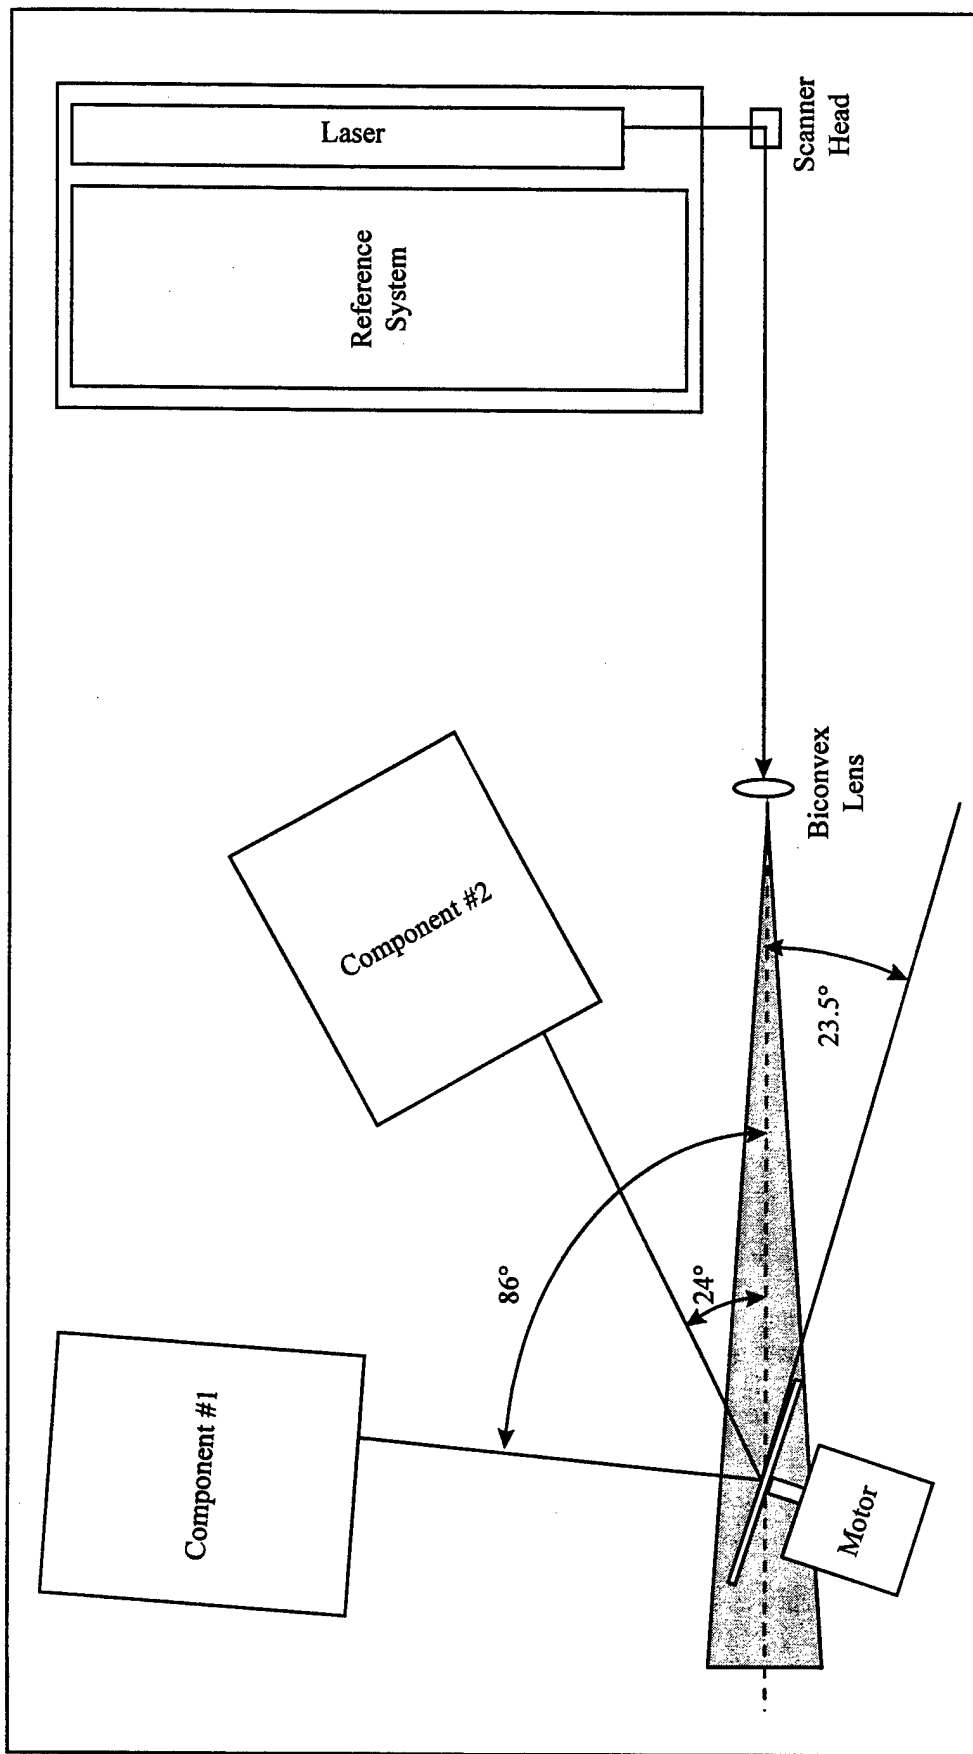 Laser
Reference
System
Scanner
Head
Component #2
Biconvex
Lens
23.5°
86°
24°
Component #1
Motor